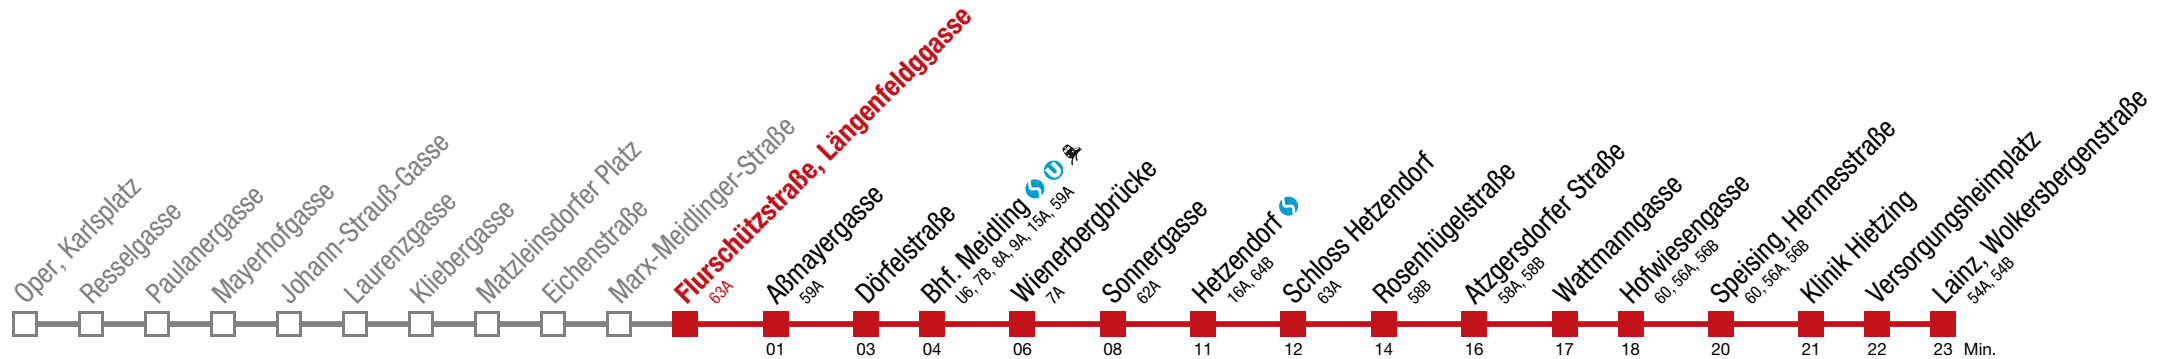 Oper, Karlsplatz
Resselgasse
Paulanergasse
Mayerhofgasse
Johann-Strauß-Gasse
Laurenzgasse
Kliebergasse
Matzleinsdorfer Platz
Eichenstraße
Marx-Meidlinger-Straße
Flurschützstraße, Längenfeldggasse
63A
Aßmayergasse
59A
Dörfelstraße
Bhf. Meidling
U6, 7B, 8A, 9A, 15A, 59A
Wienerbergbrücke
7A
Sonnergasse
62A
Hetzendorf
16A, 64B
Schloss Hetzendorf
63A
Rosenhügelstraße
58B
Atzgersdorfer Straße
58A, 58B
Wattmanngasse
Hofwiesengasse
60, 56A, 56B
Speising, Hermesstraße
60, 56A, 56B
Klinik Hietzing
Versorgungsheimplatz
Lainz, Wolkersbergenstraße
54A, 54B
01 03 04 06 08 11 12 14 16 17 18 20 21 22 23 Min.